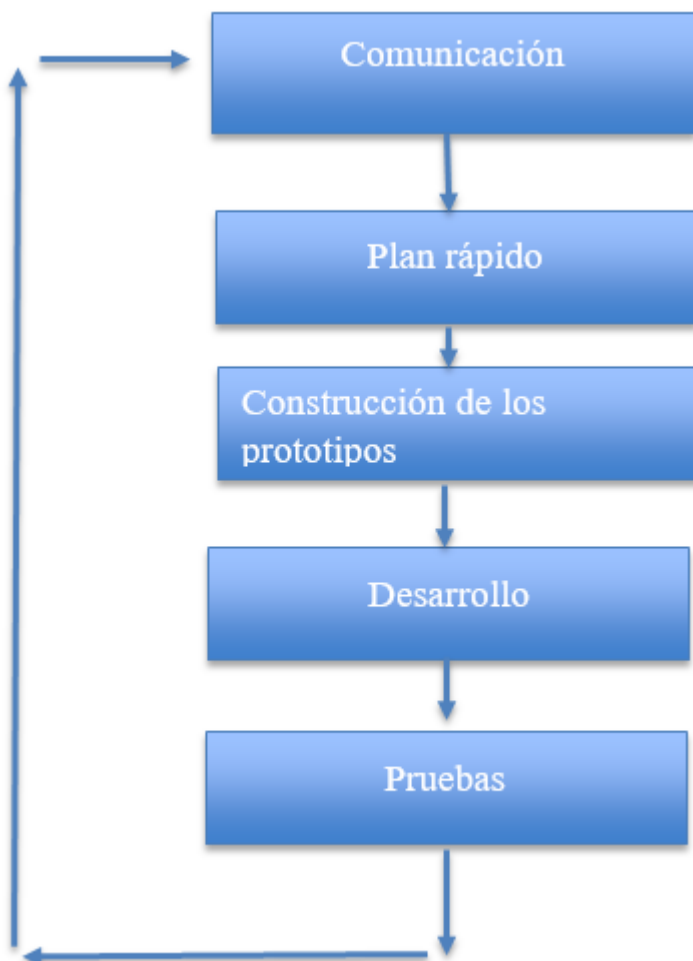 Comunicación
Plan rápido
Construcción de los
prototipos
Desarrollo
Pruebas